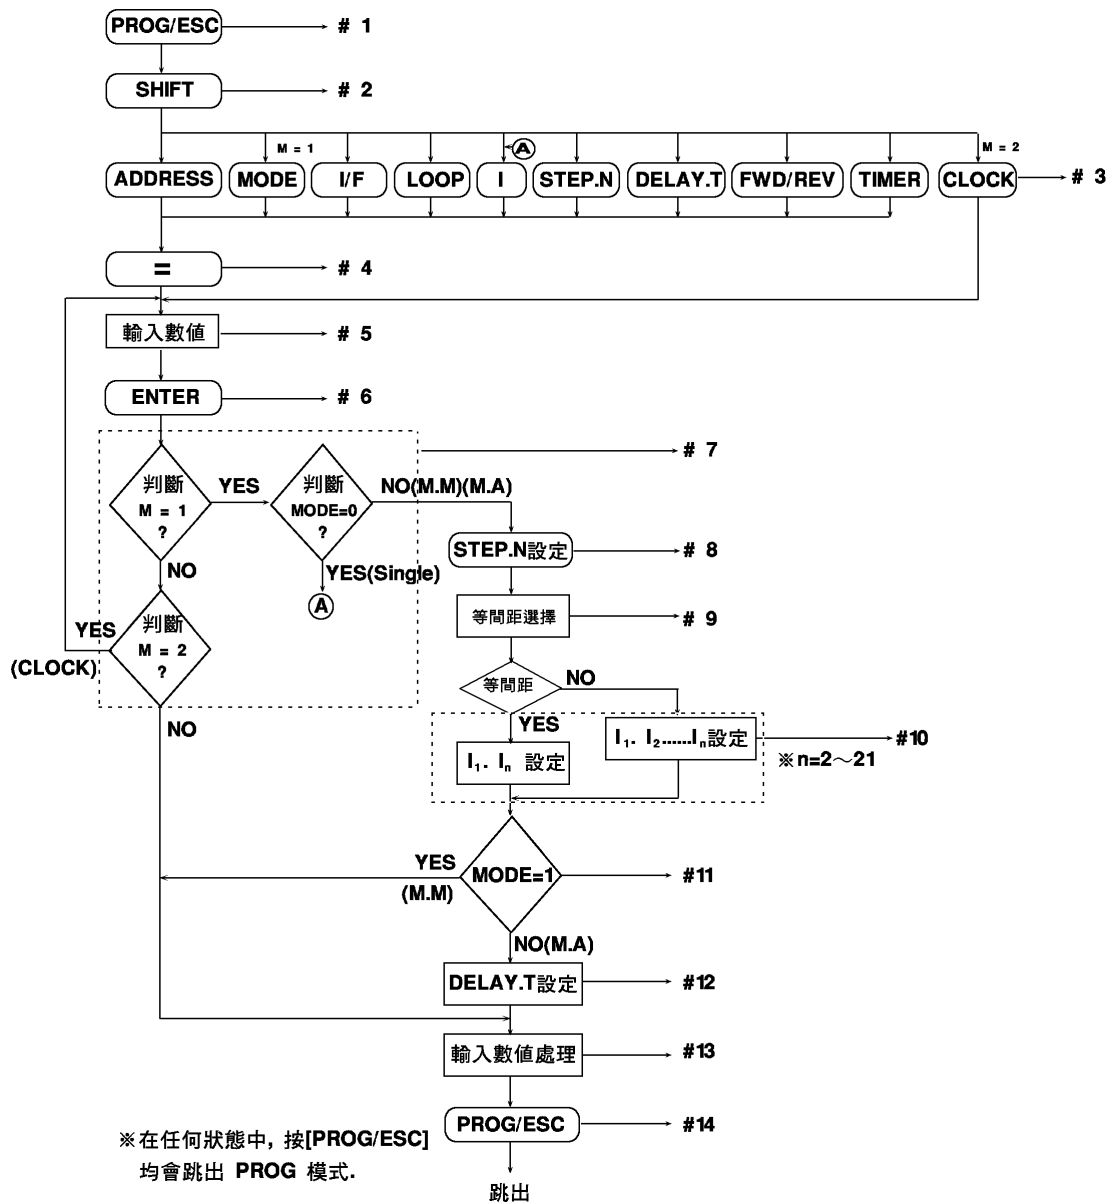 PROG/ESC # 1
SHIFT # 2
M = 1 A M = 2
ADDRESS MODE I/F LOOP I STEP.N DELAY.T FWD/REV TIMER CLOCK # 3
= # 4
輸入數值 # 5
ENTER # 6
# 7
判斷 M = 1 ? YES 判斷 MODE=0 ? NO(M.M)(M.A)
STEP.N設定 # 8
NO YES(Single)
A
等間距選擇 # 9
YES (CLOCK) 判斷 M = 2 ?
等間距 NO
NO YES
I₁. I₂......Iₙ設定 #10
I₁. Iₙ 設定 ※n=2～21
YES (M.M) MODE=1 #11
NO(M.A)
DELAY.T設定 #12
輸入數值處理 #13
PROG/ESC #14
※在任何狀態中, 按[PROG/ESC]
均會跳出 PROG 模式.
跳出